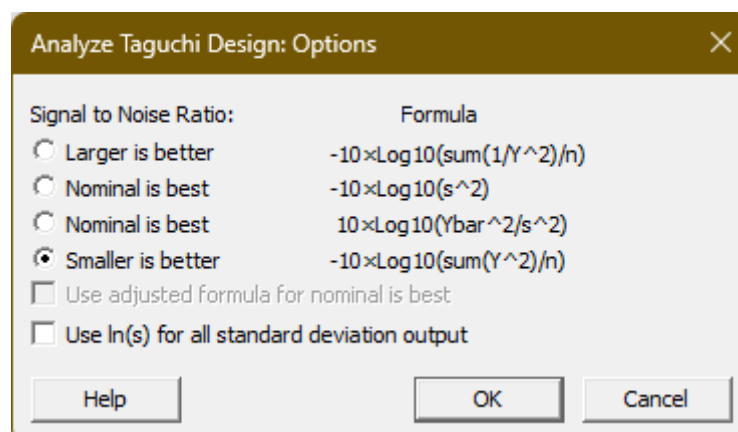 Analyze Taguchi Design: Options
Signal to Noise Ratio: Formula
Larger is better -10×Log10(sum(1/Y^2)/n)
Nominal is best -10×Log10(s^2)
Nominal is best 10×Log10(Ybar^2/s^2)
Smaller is better -10×Log10(sum(Y^2)/n)
Use adjusted formula for nominal is best
Use ln(s) for all standard deviation output
Help OK Cancel